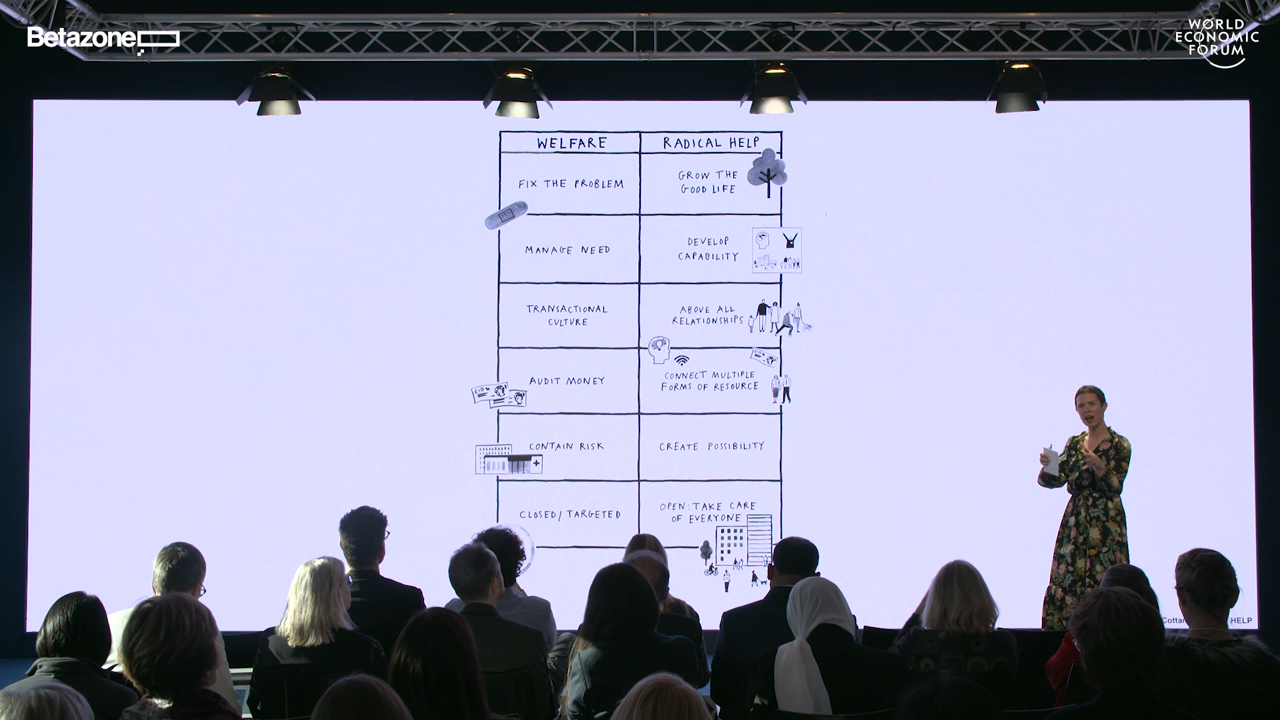 Betazone
WORLD
ECONOMIC
FORUM
WELFARE
RADICAL HELP
FIX THE PROBLEM
GROW THE
GOOD LIFE
MANAGE NEED
DEVELOP
CAPABILITY
TRANSACTIONAL
CULTURE
ABOVE ALL
RELATIONSHIPS
AUDIT MONEY
CONNECT MULTIPLE
FORMS OF RESOURCE
CONTAIN RISK
CREATE POSSIBILITY
CLOSED/TARGETED
OPEN: TAKE CARE
OF EVERYONE
HELP